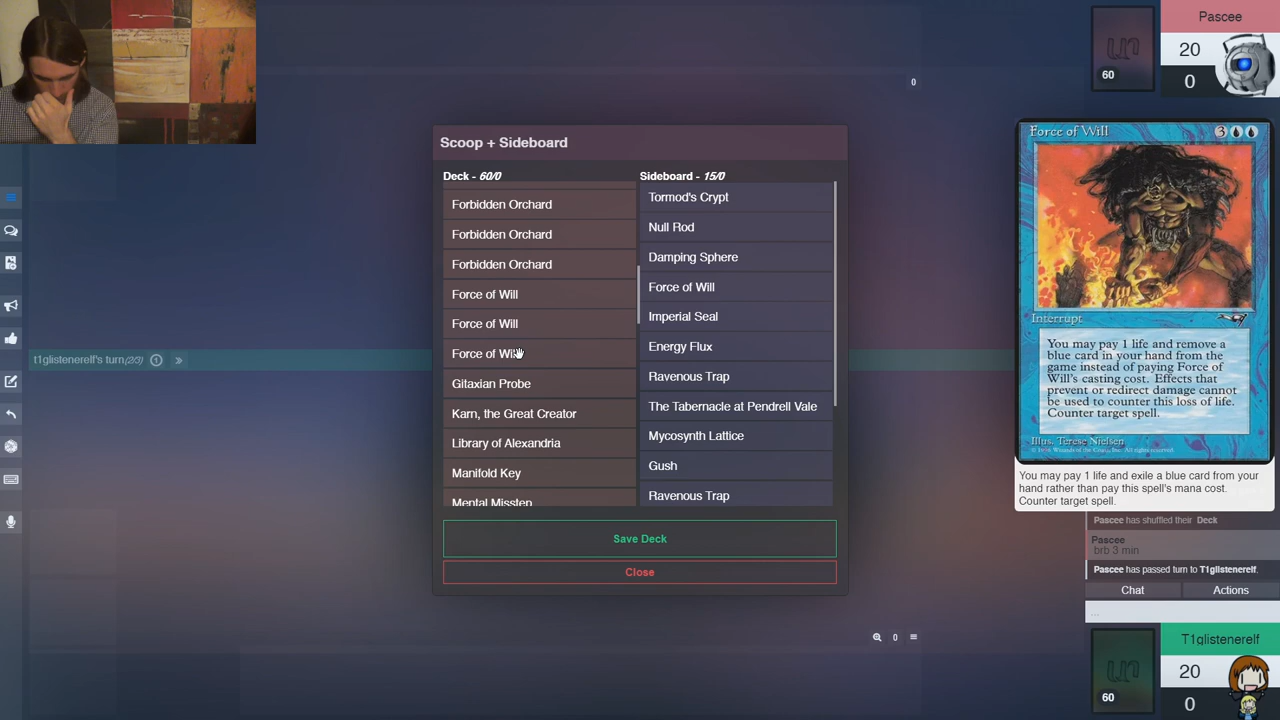 Pascee
20
0
60
0
Scoop + Sideboard
Deck - 60/0
Sideboard - 15/0
Forbidden Orchard
Forbidden Orchard
Forbidden Orchard
Force of Will
Force of Will
Force of Will
Gitaxian Probe
Karn, the Great Creator
Library of Alexandria
Manifold Key
Mental Misstep
Tormod's Crypt
Null Rod
Damping Sphere
Force of Will
Imperial Seal
Energy Flux
Ravenous Trap
The Tabernacle at Pendrell Vale
Mycosynth Lattice
Gush
Ravenous Trap
Save Deck
Close
t1glistenerelf's turn
Force of Will
3
Interrupt
You may pay 1 life and remove a
blue card in your hand from the
game instead of paying Force of
Will's casting cost. Effects that
prevent or redirect damage cannot
be used to counter this loss of life.
Counter target spell.
Illus. Terese Nielsen
You may pay 1 life and exile a blue card from your
hand rather than pay this spell's mana cost.
Counter target spell.
Pascee has shuffled their Deck
Pascee
brb 3 min
Pascee has passed turn to T1glistenerelf.
Chat
Actions
...
0
T1glistenerelf
20
0
60